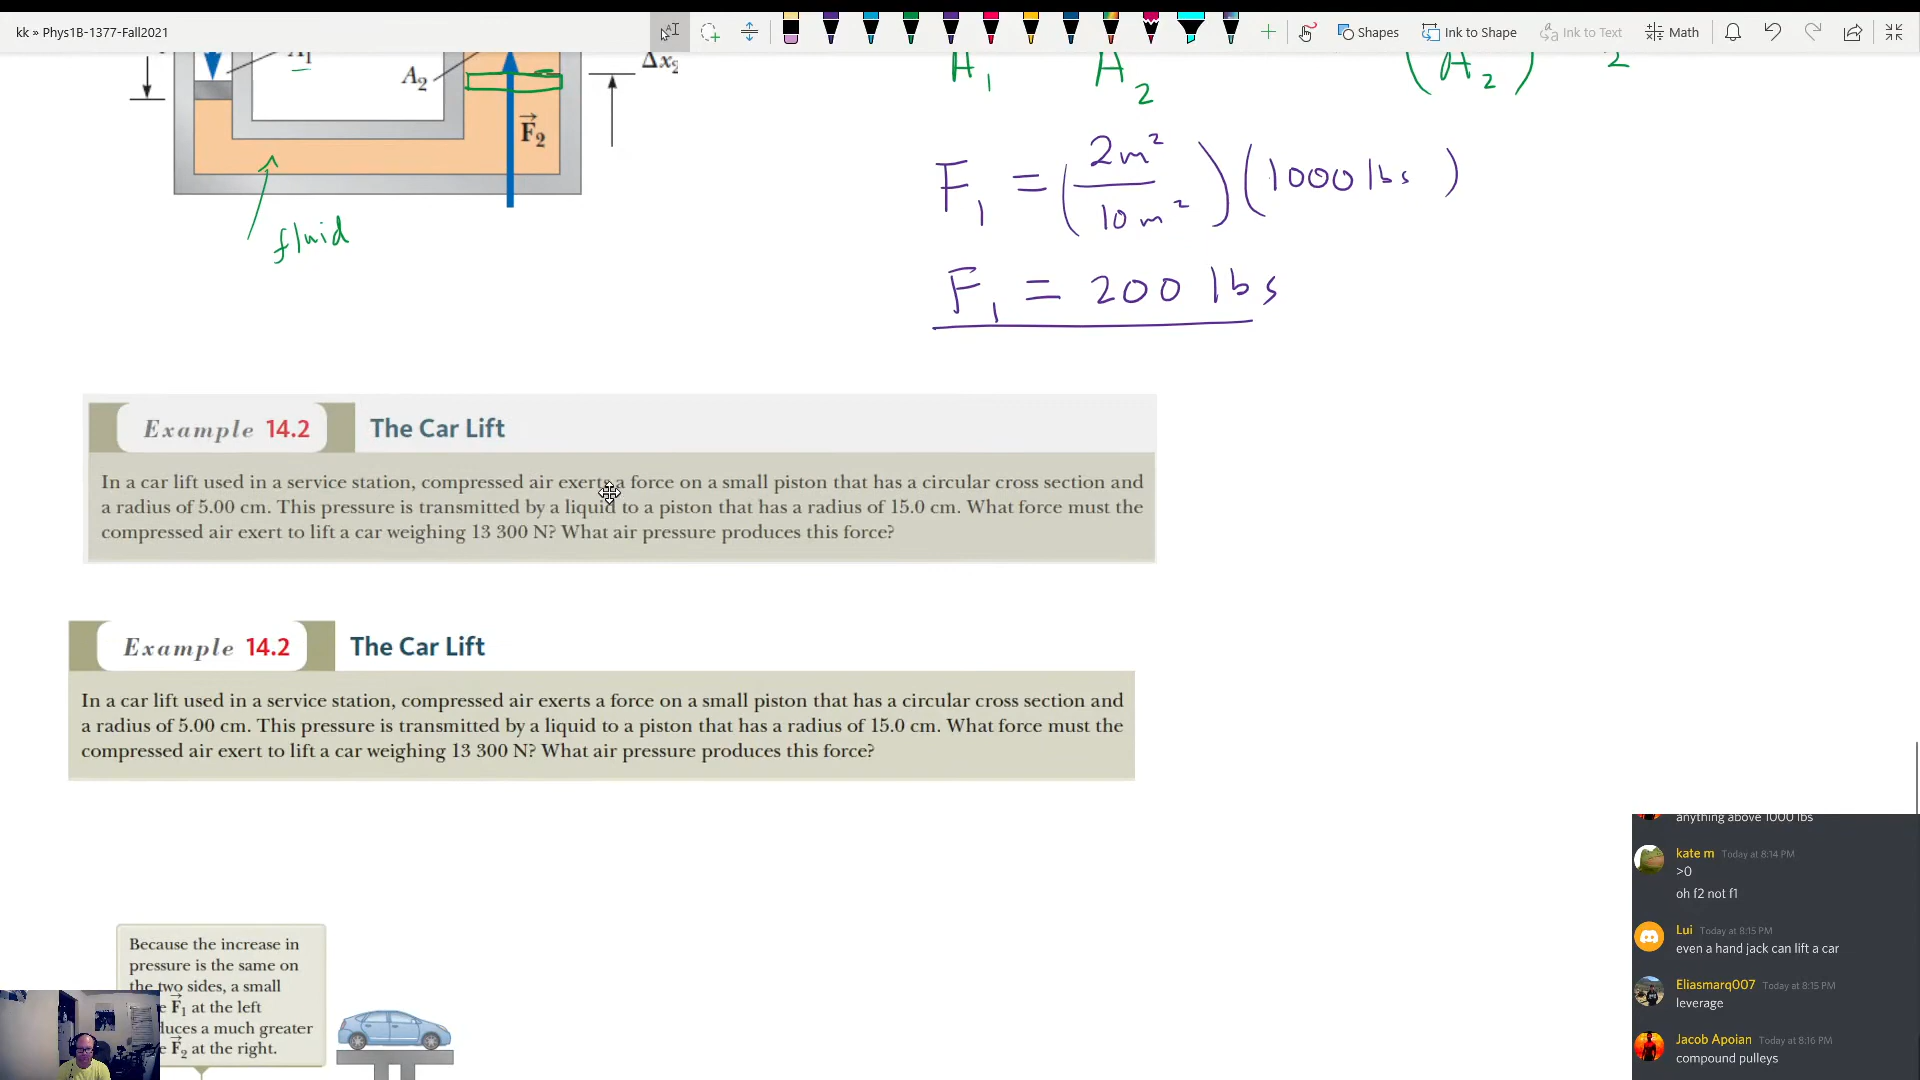 kk » Phys1B-1377-Fall2021
Shapes
Ink to Shape
Ink to Text
Math
A1
A2
Δx2
F2
fluid
A1 A2 (A2) 2
F1 = (2m² / 10m²) (1000 lbs )
F1 = 200 lbs
Example 14.2 The Car Lift
In a car lift used in a service station, compressed air exerts a force on a small piston that has a circular cross section and
a radius of 5.00 cm. This pressure is transmitted by a liquid to a piston that has a radius of 15.0 cm. What force must the
compressed air exert to lift a car weighing 13 300 N? What air pressure produces this force?
Example 14.2 The Car Lift
In a car lift used in a service station, compressed air exerts a force on a small piston that has a circular cross section and
a radius of 5.00 cm. This pressure is transmitted by a liquid to a piston that has a radius of 15.0 cm. What force must the
compressed air exert to lift a car weighing 13 300 N? What air pressure produces this force?
Because the increase in
pressure is the same on
the two sides, a small
F1 at the left
a much greater
F2 at the right.
anything above 1000 lbs
kate m Today at 8:14 PM
>0
oh f2 not f1
Lui Today at 8:15 PM
even a hand jack can lift a car
Eliasmarq007 Today at 8:15 PM
leverage
Jacob Apoian Today at 8:16 PM
compound pulleys